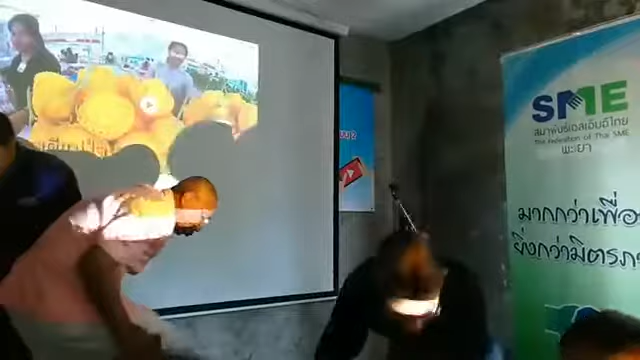 SME
สมาพันธ์เอสเอ็มอีไทย
The Federation of Thai SME
พะเยา
มากกว่าเพื่อ
ยิ่งกว่ามิตรภ